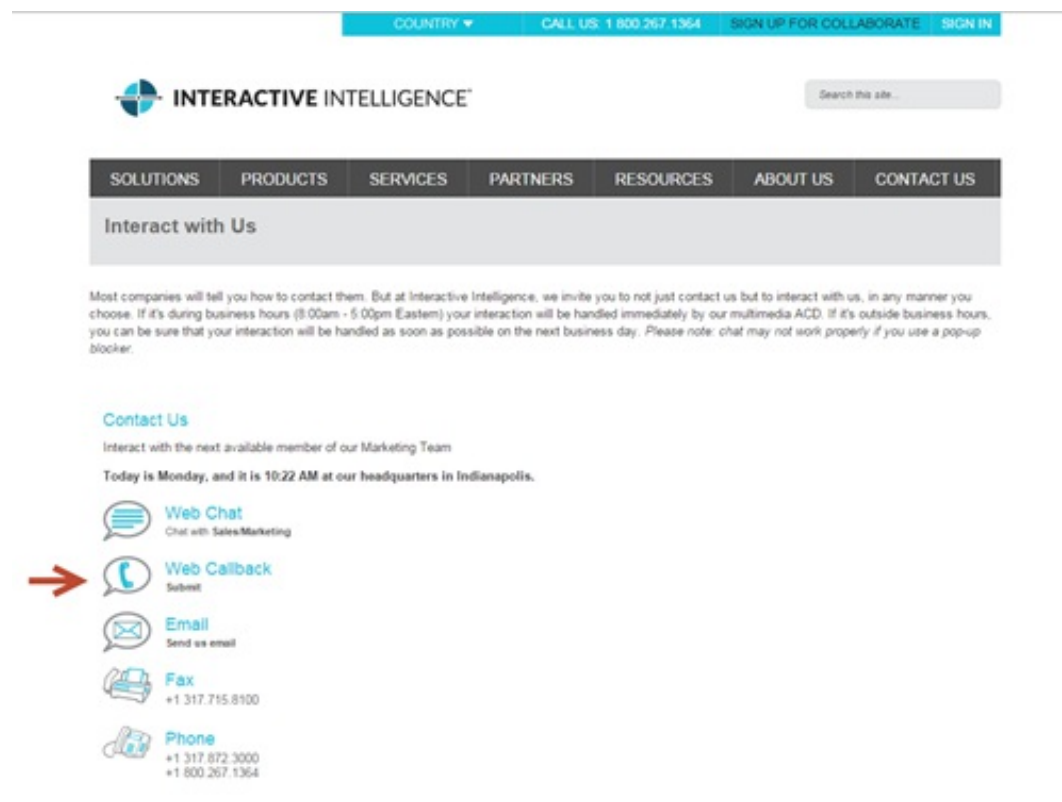 COUNTRY CALL US: 1 800.267.1364 SIGN UP FOR COLLABORATE SIGN IN
INTERACTIVE INTELLIGENCE
Search this site...
SOLUTIONS PRODUCTS SERVICES PARTNERS RESOURCES ABOUT US CONTACT US
Interact with Us
Most companies will tell you how to contact them. But at Interactive Intelligence, we invite you to not just contact us but to interact with us, in any manner you
choose. If it's during business hours (8:00am - 5:00pm Eastern) your interaction will be handled immediately by our multimedia ACD. If it's outside business hours,
you can be sure that your interaction will be handled as soon as possible on the next business day. Please note: chat may not work properly if you use a pop-up
blocker.
Contact Us
Interact with the next available member of our Marketing Team
Today is Monday, and it is 10:22 AM at our headquarters in Indianapolis.
Web Chat
Chat with Sales/Marketing
Web Callback
Submit
Email
Send us email
Fax
+1 317.715.8100
Phone
+1 317.872.3000
+1 800.267.1364